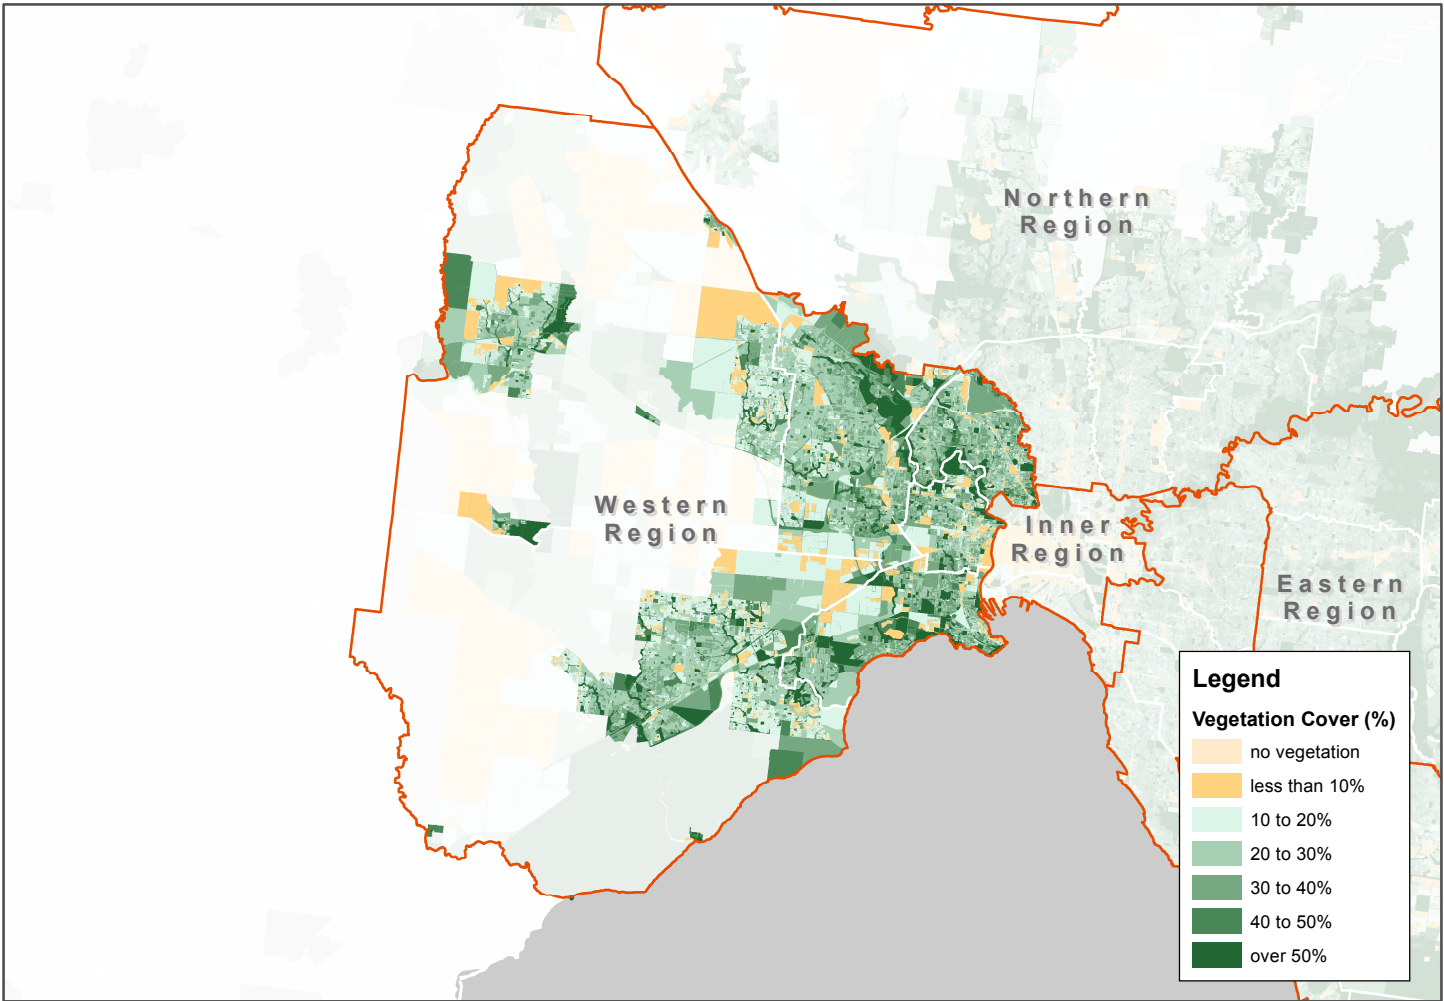 Northern
Region
Western
Region
Inner
Region
Eastern
Region
Legend
Vegetation Cover (%)
no vegetation
less than 10%
10 to 20%
20 to 30%
30 to 40%
40 to 50%
over 50%